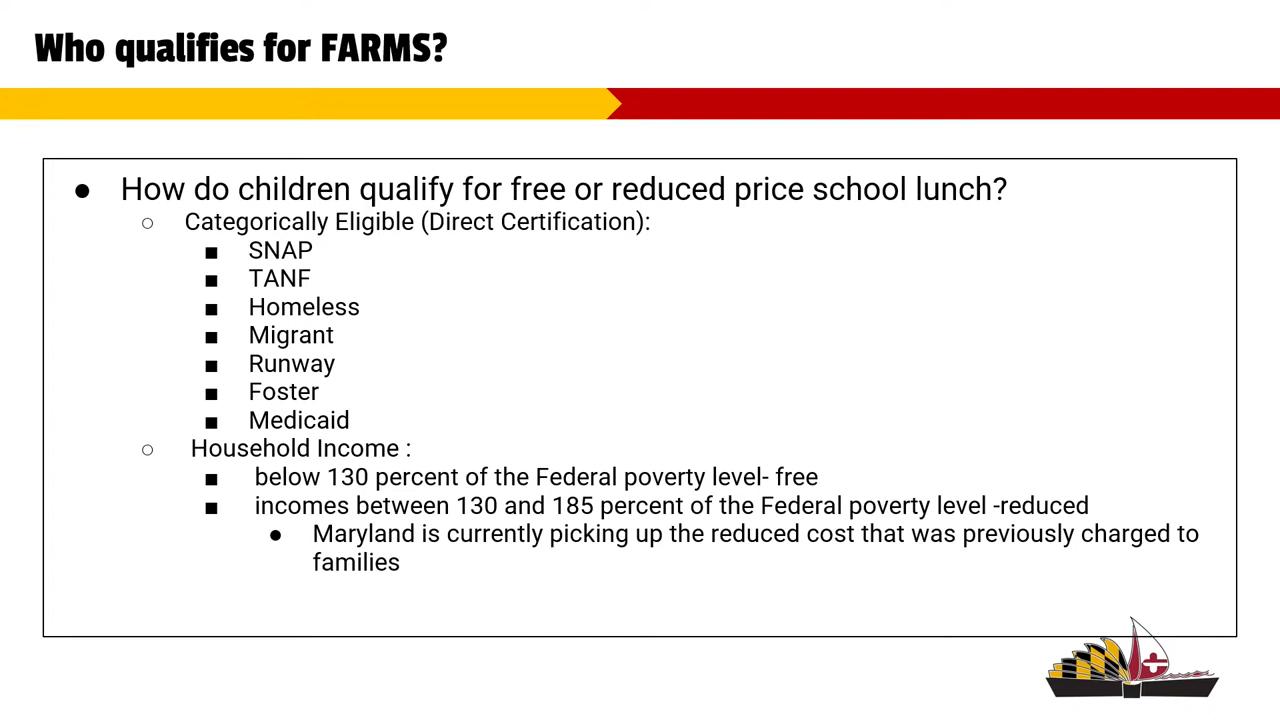 Who qualifies for FARMS?
● How do children qualify for free or reduced price school lunch?
○ Categorically Eligible (Direct Certification):
■ SNAP
■ TANF
■ Homeless
■ Migrant
■ Runway
■ Foster
■ Medicaid
○ Household Income :
■ below 130 percent of the Federal poverty level- free
■ incomes between 130 and 185 percent of the Federal poverty level -reduced
● Maryland is currently picking up the reduced cost that was previously charged to
families